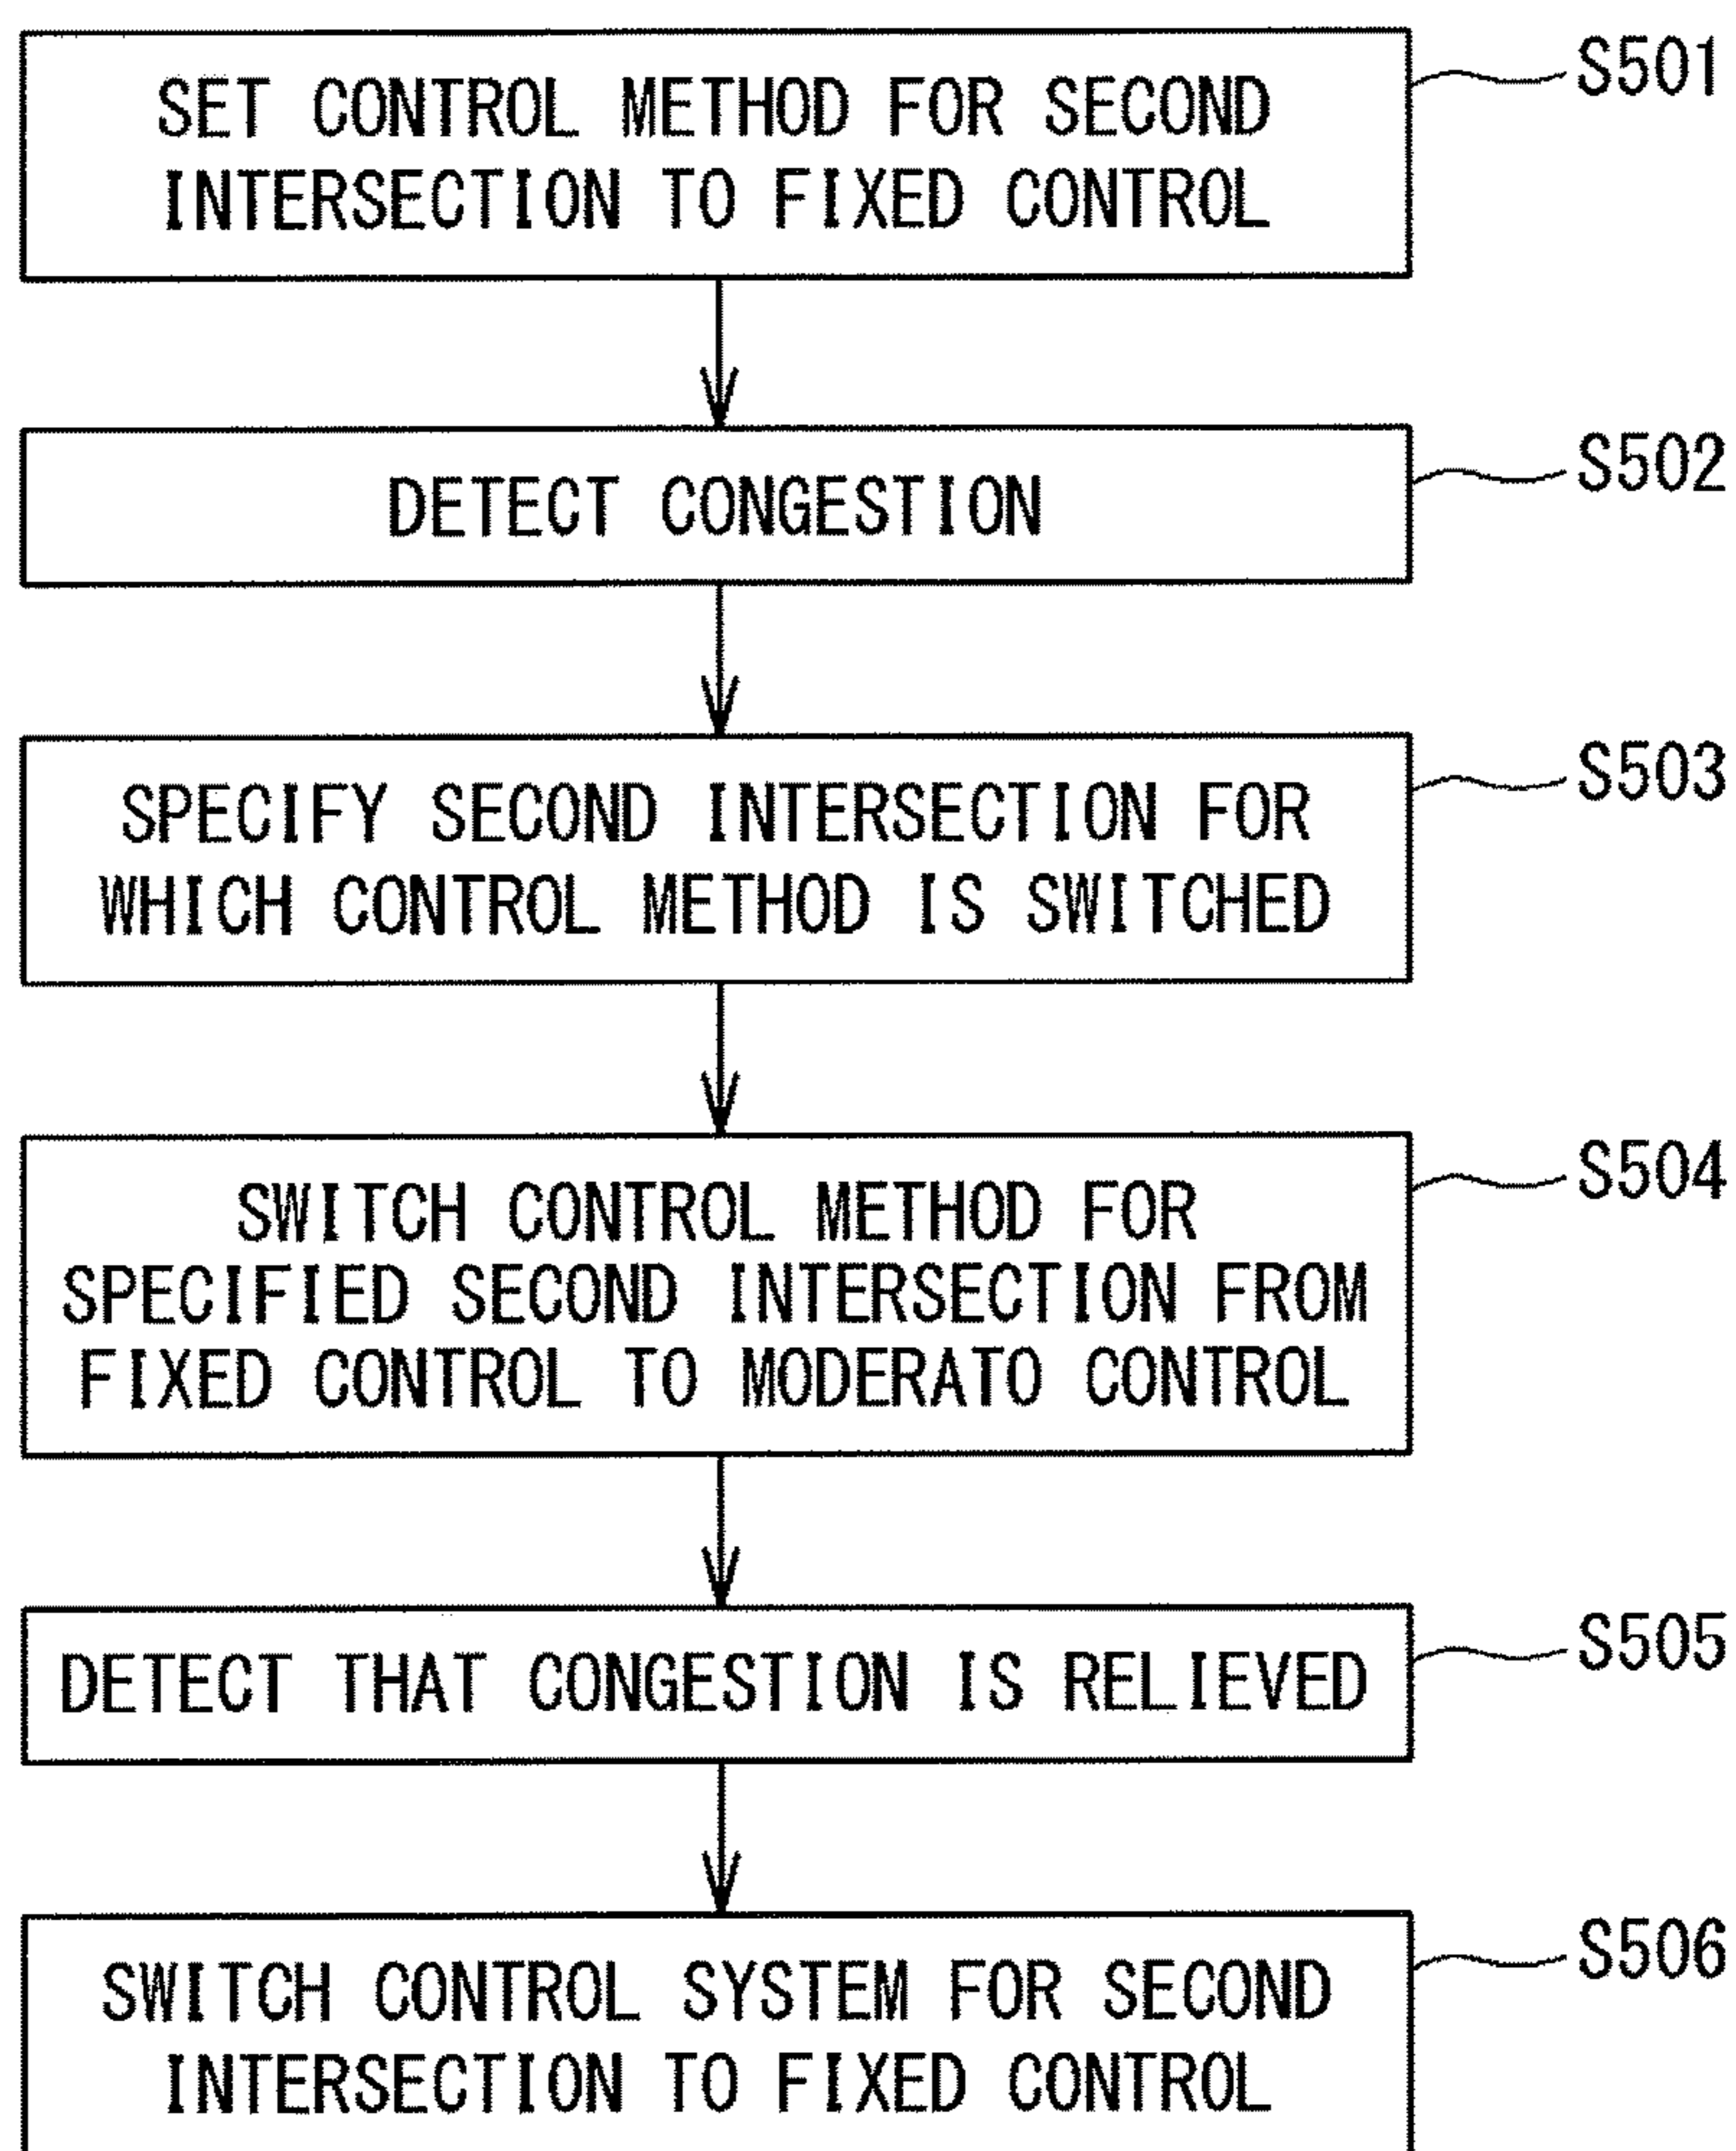 SET CONTROL METHOD FOR SECOND
INTERSECTION TO FIXED CONTROL
S501
DETECT CONGESTION
S502
SPECIFY SECOND INTERSECTION FOR
WHICH CONTROL METHOD IS SWITCHED
S503
SWITCH CONTROL METHOD FOR
SPECIFIED SECOND INTERSECTION FROM
FIXED CONTROL TO MODERATO CONTROL
S504
DETECT THAT CONGESTION IS RELIEVED
S505
SWITCH CONTROL SYSTEM FOR SECOND
INTERSECTION TO FIXED CONTROL
S506